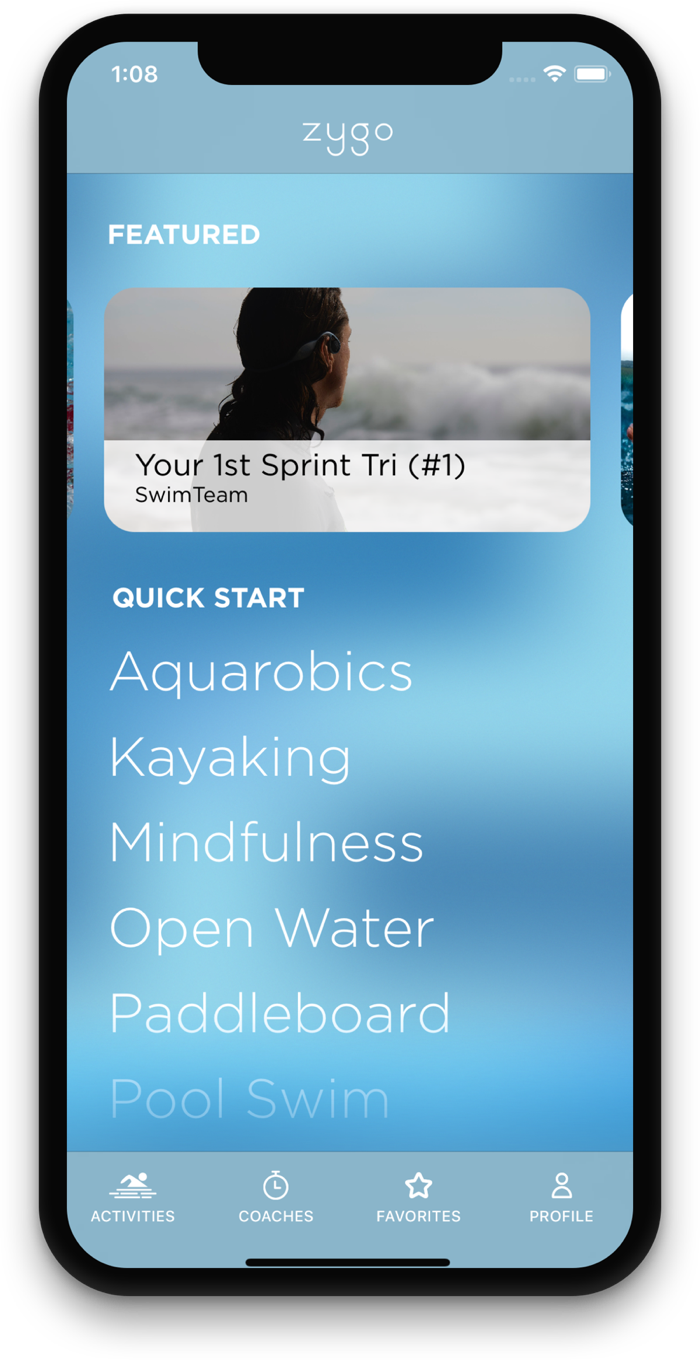 1:08
zygo
FEATURED
Your 1st Sprint Tri (#1)
SwimTeam
QUICK START
Aquarobics
Kayaking
Mindfulness
Open Water
Paddleboard
Pool Swim
ACTIVITIES COACHES FAVORITES PROFILE